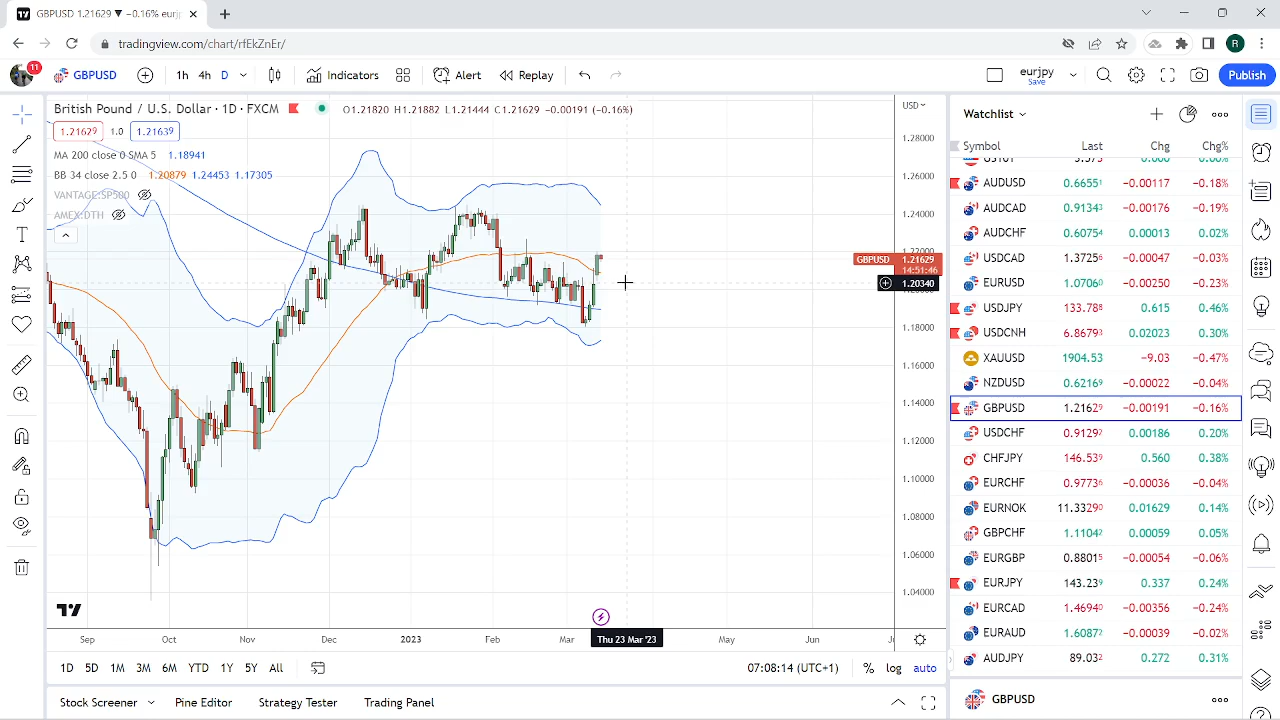 GBPUSD 1.21629 ▼ −0.16% eurj
tradingview.com/chart/rfEkZnEr/
R
11
GBPUSD
1h 4h D
Indicators
Alert
Replay
eurjpy
Save
Publish
British Pound / U.S. Dollar · 1D · FXCM
O1.21820 H1.21882 L1.21444 C1.21629 −0.00191 (−0.16%)
1.21629 1.0 1.21639
MA 200 close 0 SMA 5 1.18941
BB 34 close 2.5 0 1.20879 1.24453 1.17305
VANTAGE:SP500
AMEX:DTH
USD
1.28000
1.26000
1.24000
1.22000
GBPUSD 1.21629
14:51:46
1.20340
1.18000
1.16000
1.14000
1.12000
1.10000
1.08000
1.06000
1.04000
Sep Oct Nov Dec 2023 Feb Mar Thu 23 Mar '23 May Jun
1D 5D 1M 3M 6M YTD 1Y 5Y All
07:08:14 (UTC+1)
% log auto
Stock Screener Pine Editor Strategy Tester Trading Panel
Watchlist
Symbol Last Chg Chg%
AUDUSD 0.66551 −0.00117 −0.18%
AUDCAD 0.91343 −0.00176 −0.19%
AUDCHF 0.60754 0.00013 0.02%
USDCAD 1.37256 −0.00047 −0.03%
EURUSD 1.07060 −0.00250 −0.23%
USDJPY 133.788 0.615 0.46%
USDCNH 6.86793 0.02023 0.30%
XAUUSD 1904.53 −9.03 −0.47%
NZDUSD 0.62169 −0.00022 −0.04%
GBPUSD 1.21629 −0.00191 −0.16%
USDCHF 0.91292 0.00186 0.20%
CHFJPY 146.539 0.560 0.38%
EURCHF 0.97736 −0.00036 −0.04%
EURNOK 11.33290 0.01629 0.14%
GBPCHF 1.11042 0.00059 0.05%
EURGBP 0.88015 −0.00054 −0.06%
EURJPY 143.239 0.337 0.24%
EURCAD 1.46940 −0.00356 −0.24%
EURAUD 1.60872 −0.00039 −0.02%
AUDJPY 89.032 0.272 0.31%
GBPUSD